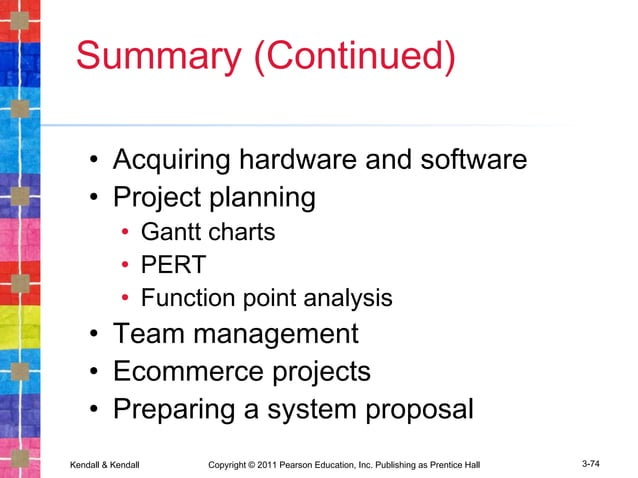 Summary (Continued)
• Acquiring hardware and software
• Project planning
• Gantt charts
• PERT
• Function point analysis
• Team management
• Ecommerce projects
• Preparing a system proposal
Kendall & Kendall Copyright © 2011 Pearson Education, Inc. Publishing as Prentice Hall 3-74